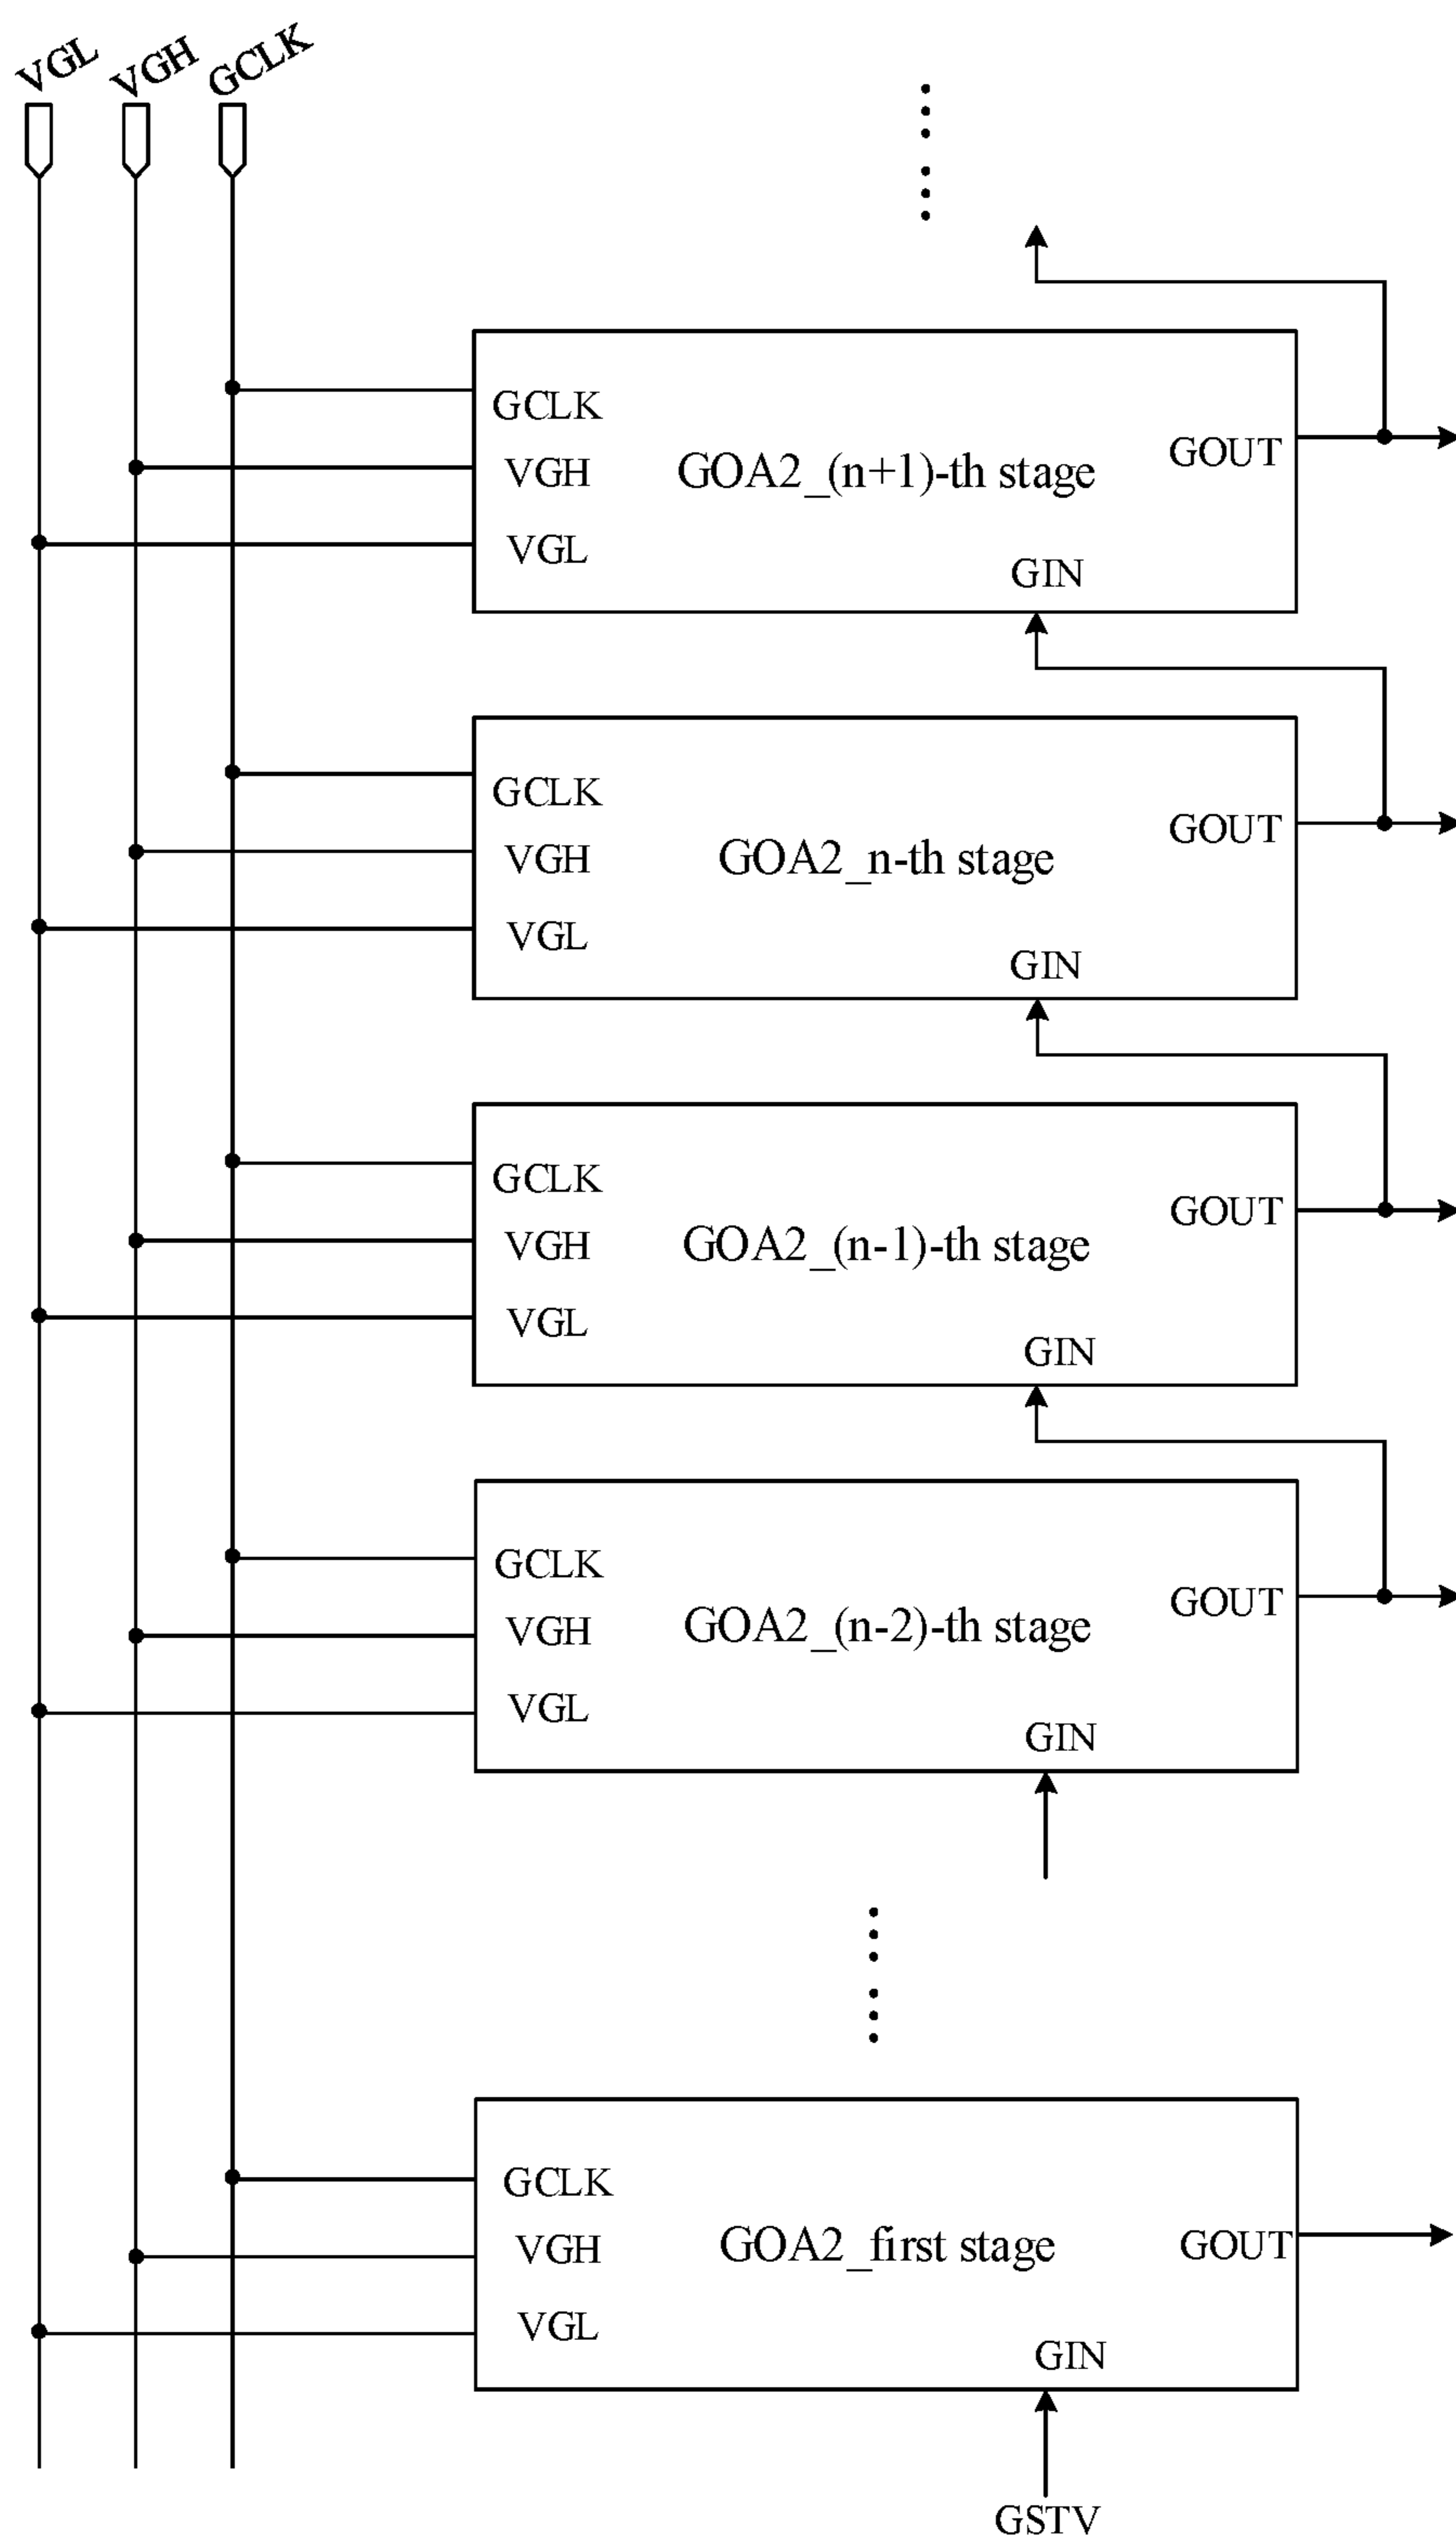 VGL
VGH
GCLK
GCLK
VGH
VGL
GOA2_(n+1)-th stage
GOUT
GIN
GCLK
VGH
VGL
GOA2_n-th stage
GOUT
GIN
GCLK
VGH
VGL
GOA2_(n-1)-th stage
GOUT
GIN
GCLK
VGH
VGL
GOA2_(n-2)-th stage
GOUT
GIN
GCLK
VGH
VGL
GOA2_first stage
GOUT
GIN
GSTV